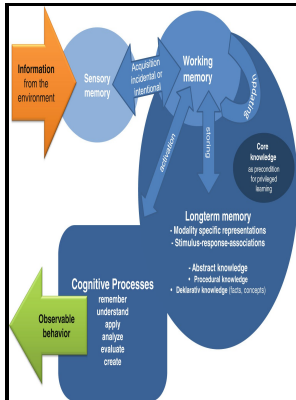 Information
from the
environment
Sensory
memory
Acquisition
incidental or
intentional
Working
memory
updating
activation
storing
Core
knowledge
as precondition
for privileged
learning
Longterm memory
- Modality specific representations
- Stimulus-response-associations
- Abstract knowledge
• Procedural knowledge
• Deklarativ knowledge (facts, concepts)
Cognitive Processes
remember
understand
apply
analyze
evaluate
create
Observable
behavior